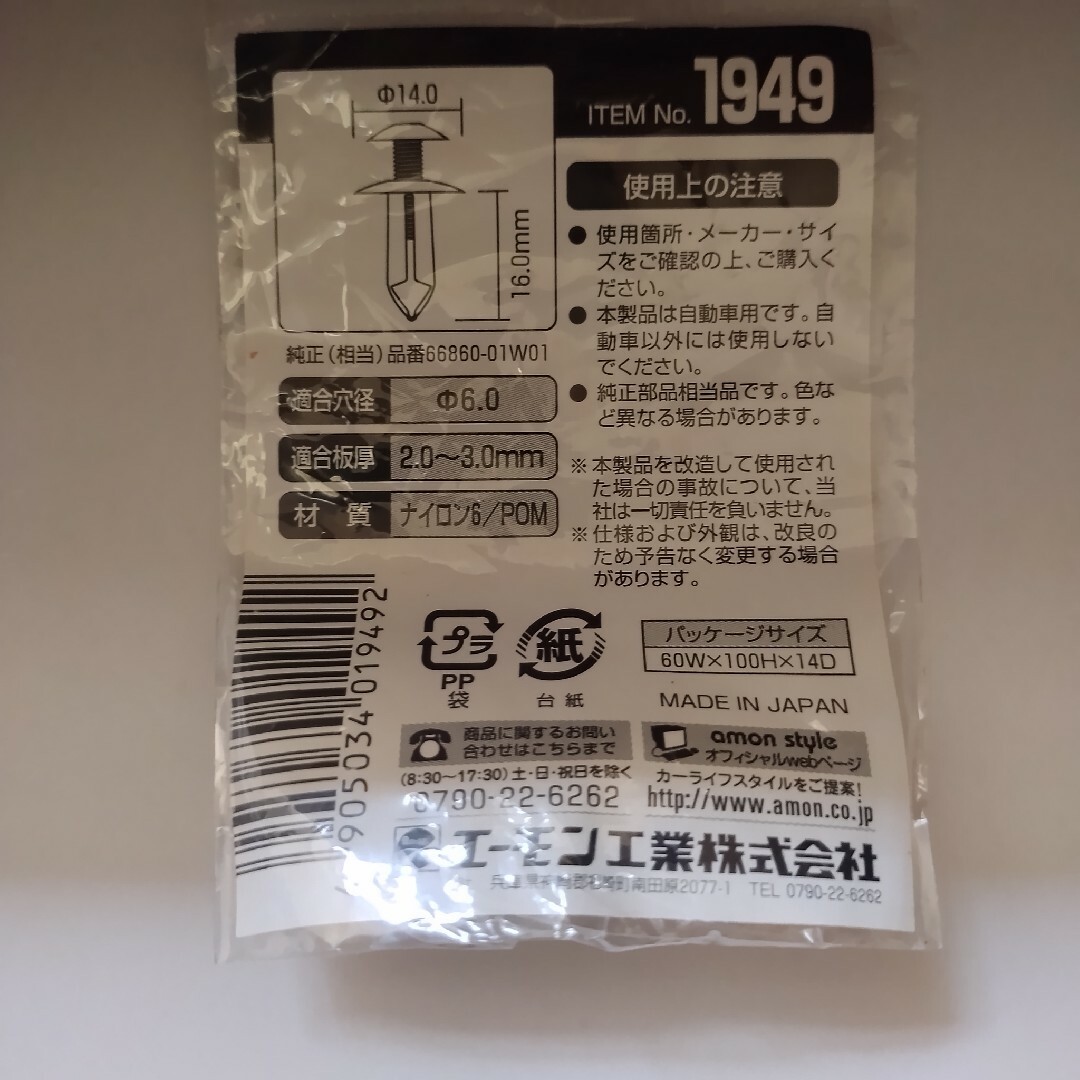 ITEM No. 1949
Φ14.0
16.0mm
純正(相当)品番66860-01W01
適合穴径 Φ6.0
適合板厚 2.0〜3.0mm
材質 ナイロン6/POM
使用上の注意
● 使用箇所・メーカー・サイ
ズをご確認の上、ご購入く
ださい。
● 本製品は自動車用です。自
動車以外には使用しない
でください。
● 純正部品相当品です。色な
ど異なる場合があります。
※本製品を改造して使用され
た場合の事故について、当
社は一切責任を負いません。
※仕様および外観は、改良の
ため予告なく変更する場合
があります。
4905034019492
プラ
PP
袋
紙
台紙
パッケージサイズ
60W×100H×14D
MADE IN JAPAN
商品に関するお問い
合わせはこちらまで
(8:30〜17:30)土・日・祝日を除く
0790-22-6262
amon style
オフィシャルwebページ
カーライフスタイルをご提案!
http://www.amon.co.jp
エーモン工業株式会社
南田原2077-1 TEL 0790-22-6262